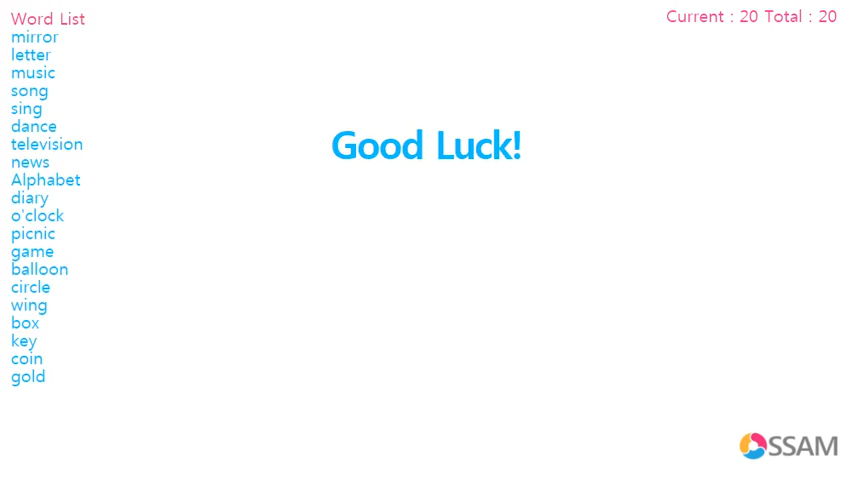 Word List
mirror
letter
music
song
sing
dance
television
news
Alphabet
diary
o'clock
picnic
game
balloon
circle
wing
box
key
coin
gold
Current : 20 Total : 20
Good Luck!
SSAM